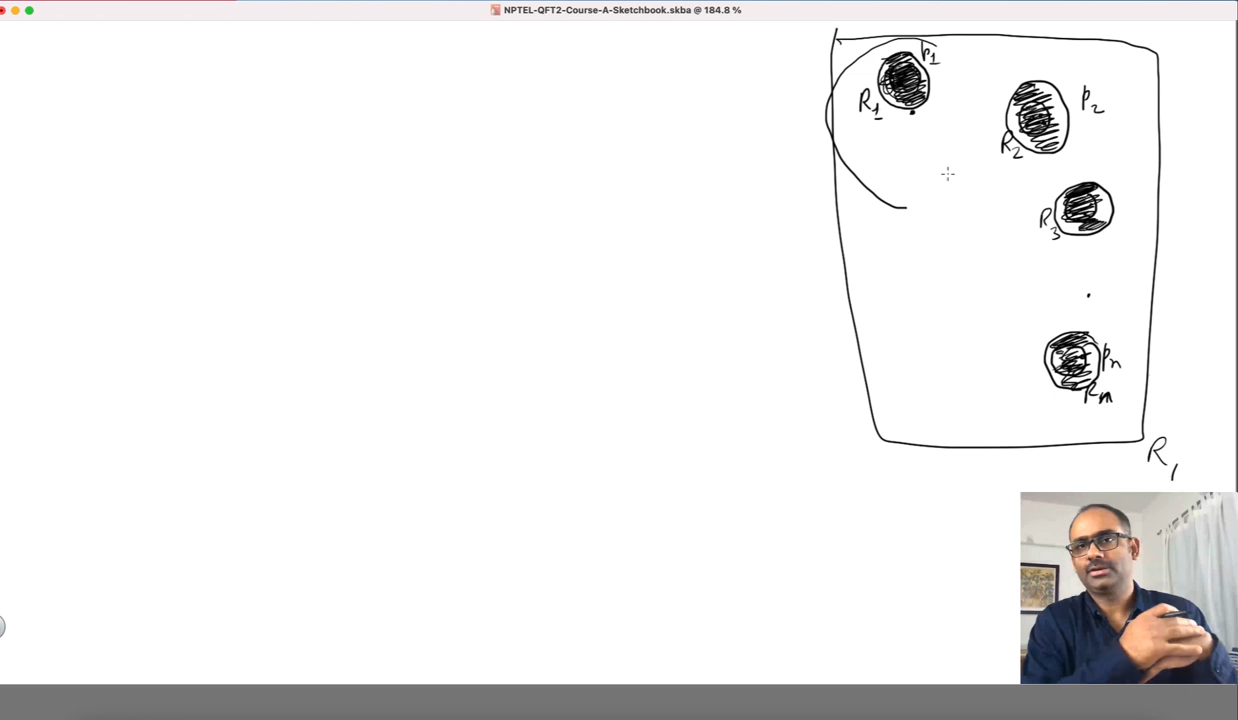 NPTEL-QFT2-Course-A-Sketchbook.skba @ 184.8 %
p1
R1
p2
R2
R3
pn
Rn
R1